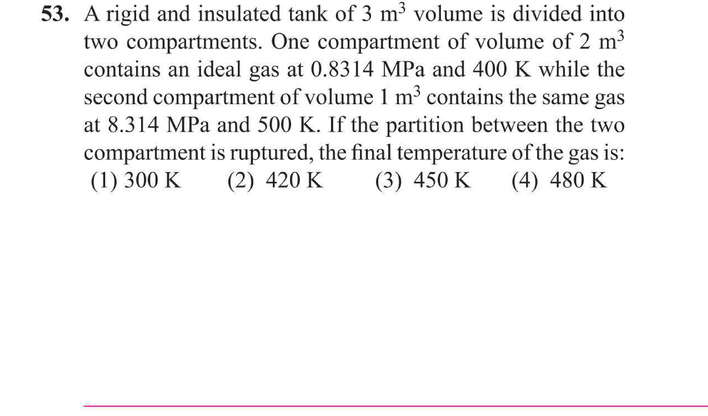 53. A rigid and insulated tank of 3 m³ volume is divided into
two compartments. One compartment of volume of 2 m³
contains an ideal gas at 0.8314 MPa and 400 K while the
second compartment of volume 1 m³ contains the same gas
at 8.314 MPa and 500 K. If the partition between the two
compartment is ruptured, the final temperature of the gas is:
(1) 300 K (2) 420 K (3) 450 K (4) 480 K